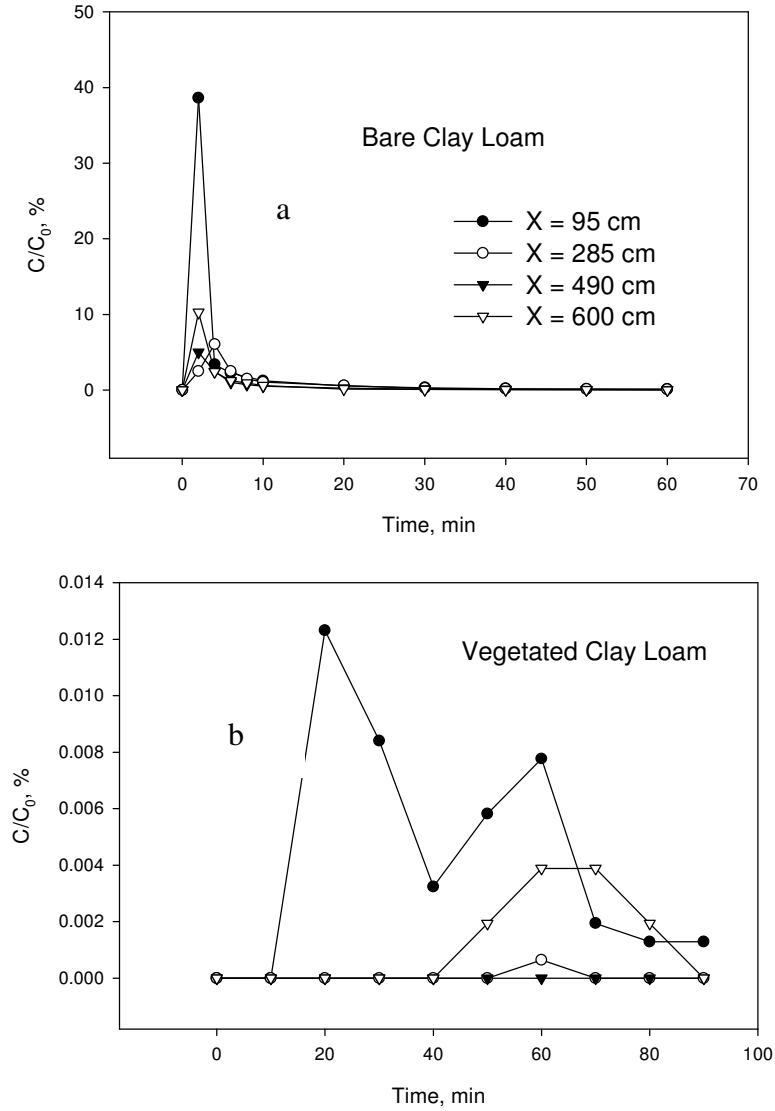 50
40
30
20
10
0
C/C₀, %
Bare Clay Loam
a
X = 95 cm
X = 285 cm
X = 490 cm
X = 600 cm
0 10 20 30 40 50 60 70
Time, min
0.014
0.012
0.010
0.008
0.006
0.004
0.002
0.000
C/C₀, %
Vegetated Clay Loam
b
0 20 40 60 80 100
Time, min